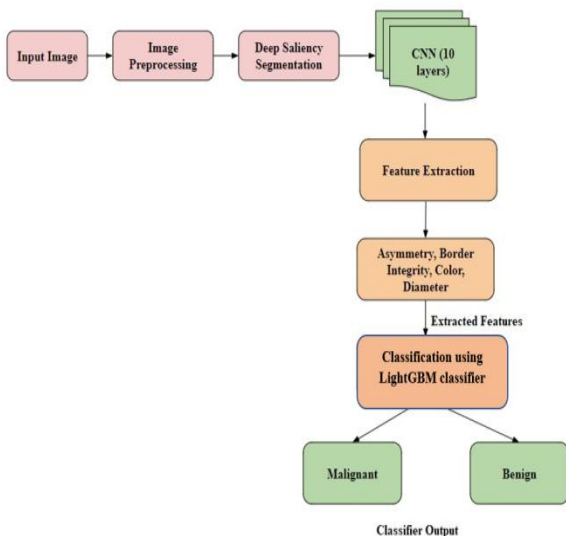 Input Image
Image
Preprocessing
Deep Saliency
Segmentation
CNN (10
layers)
Feature Extraction
Asymmetry, Border
Integrity, Color,
Diameter
Extracted Features
Classification using
LightGBM classifier
Malignant
Benign
Classifier Output